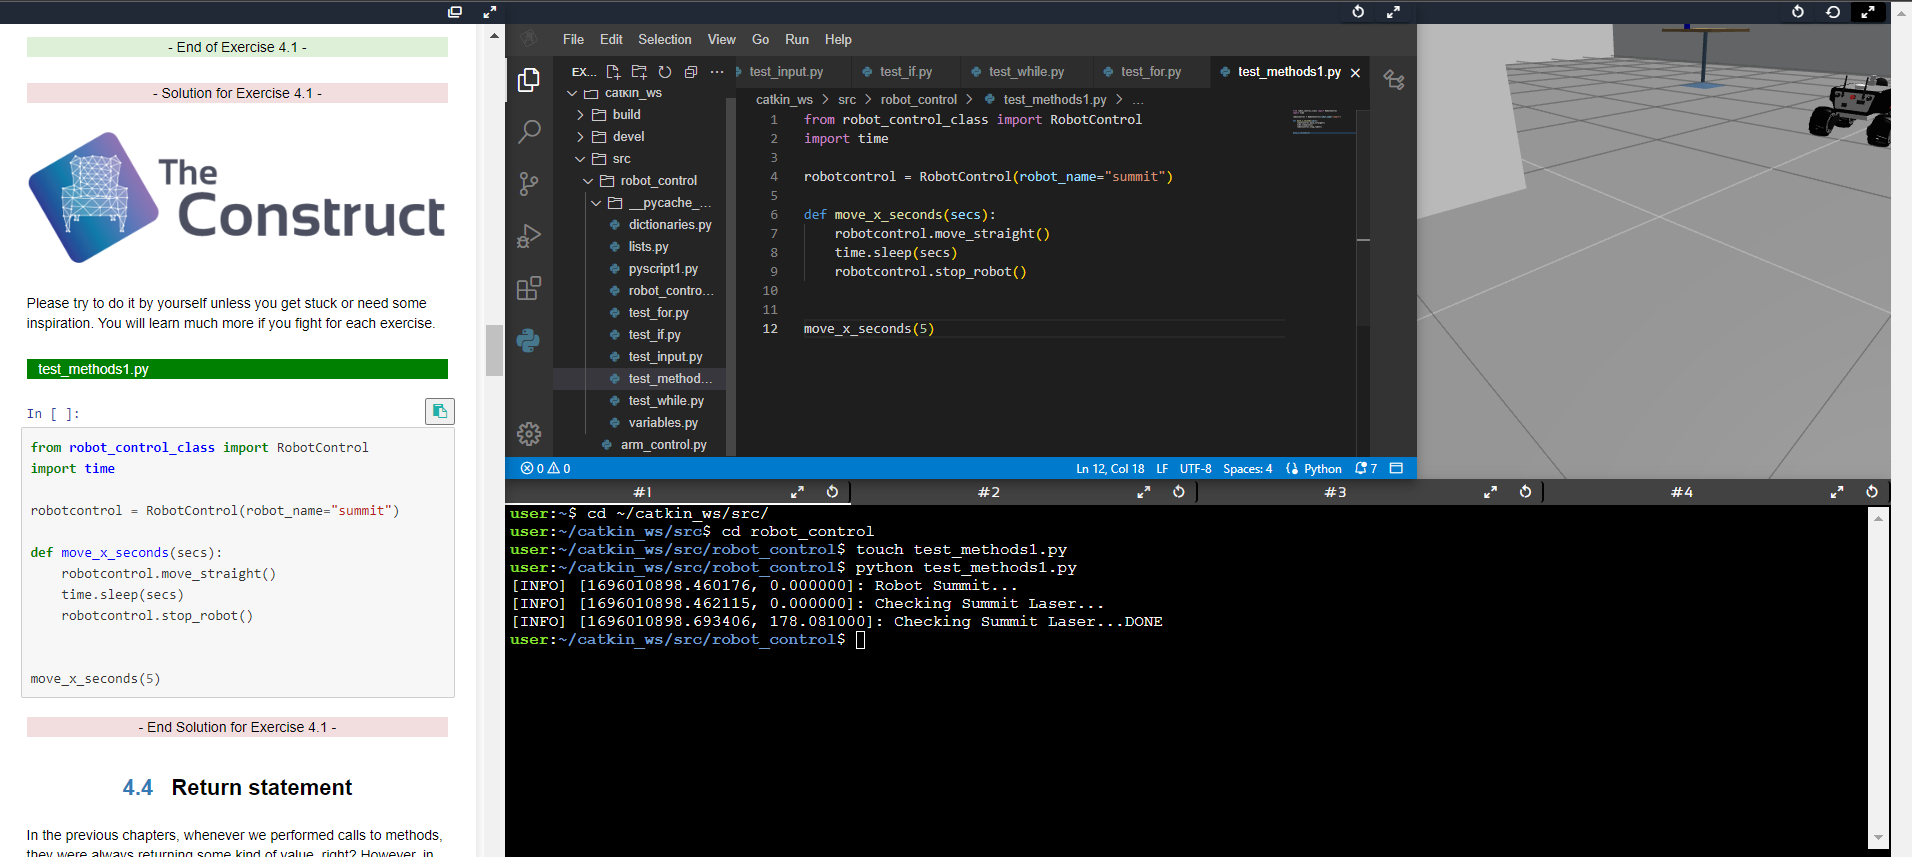 - End of Exercise 4.1 -
- Solution for Exercise 4.1 -
The
Construct
Please try to do it by yourself unless you get stuck or need some
inspiration. You will learn much more if you fight for each exercise.
test_methods1.py
In [ ]:
from robot_control_class import RobotControl
import time
robotcontrol = RobotControl(robot_name="summit")
def move_x_seconds(secs):
robotcontrol.move_straight()
time.sleep(secs)
robotcontrol.stop_robot()
move_x_seconds(5)
- End Solution for Exercise 4.1 -
4.4 Return statement
In the previous chapters, whenever we performed calls to methods,
they were always returning some kind of value, right? However, in
File Edit Selection View Go Run Help
EX...
catkin_ws
build
devel
src
robot_control
__pycache_...
dictionaries.py
lists.py
pyscript1.py
robot_contro...
test_for.py
test_if.py
test_input.py
test_method...
test_while.py
variables.py
arm_control.py
test_input.py test_if.py test_while.py test_for.py test_methods1.py
catkin_ws > src > robot_control > test_methods1.py > ...
1 from robot_control_class import RobotControl
2 import time
3
4 robotcontrol = RobotControl(robot_name="summit")
5
6 def move_x_seconds(secs):
7 robotcontrol.move_straight()
8 time.sleep(secs)
9 robotcontrol.stop_robot()
10
11
12 move_x_seconds(5)
0 0 Ln 12, Col 18 LF UTF-8 Spaces: 4 Python 7
#1 #2 #3 #4
user:~$ cd ~/catkin_ws/src/
user:~/catkin_ws/src$ cd robot_control
user:~/catkin_ws/src/robot_control$ touch test_methods1.py
user:~/catkin_ws/src/robot_control$ python test_methods1.py
[INFO] [1696010898.460176, 0.000000]: Robot Summit...
[INFO] [1696010898.462115, 0.000000]: Checking Summit Laser...
[INFO] [1696010898.693406, 178.081000]: Checking Summit Laser...DONE
user:~/catkin_ws/src/robot_control$